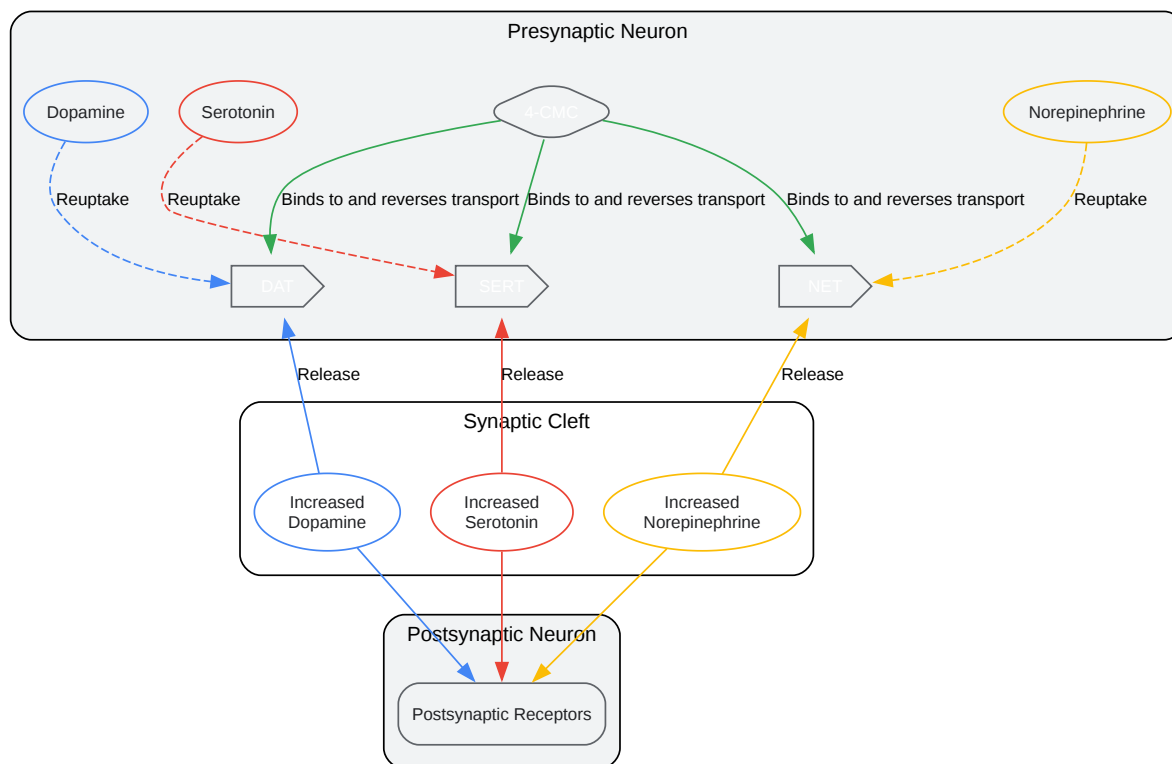 Presynaptic Neuron
Dopamine
Serotonin
4-CMC
Norepinephrine
Reuptake
Reuptake
Binds to and reverses transport
Binds to and reverses transport
Binds to and reverses transport
Reuptake
DAT
SERT
NET
Release
Release
Release
Synaptic Cleft
Increased
Dopamine
Increased
Serotonin
Increased
Norepinephrine
Postsynaptic Neuron
Postsynaptic Receptors